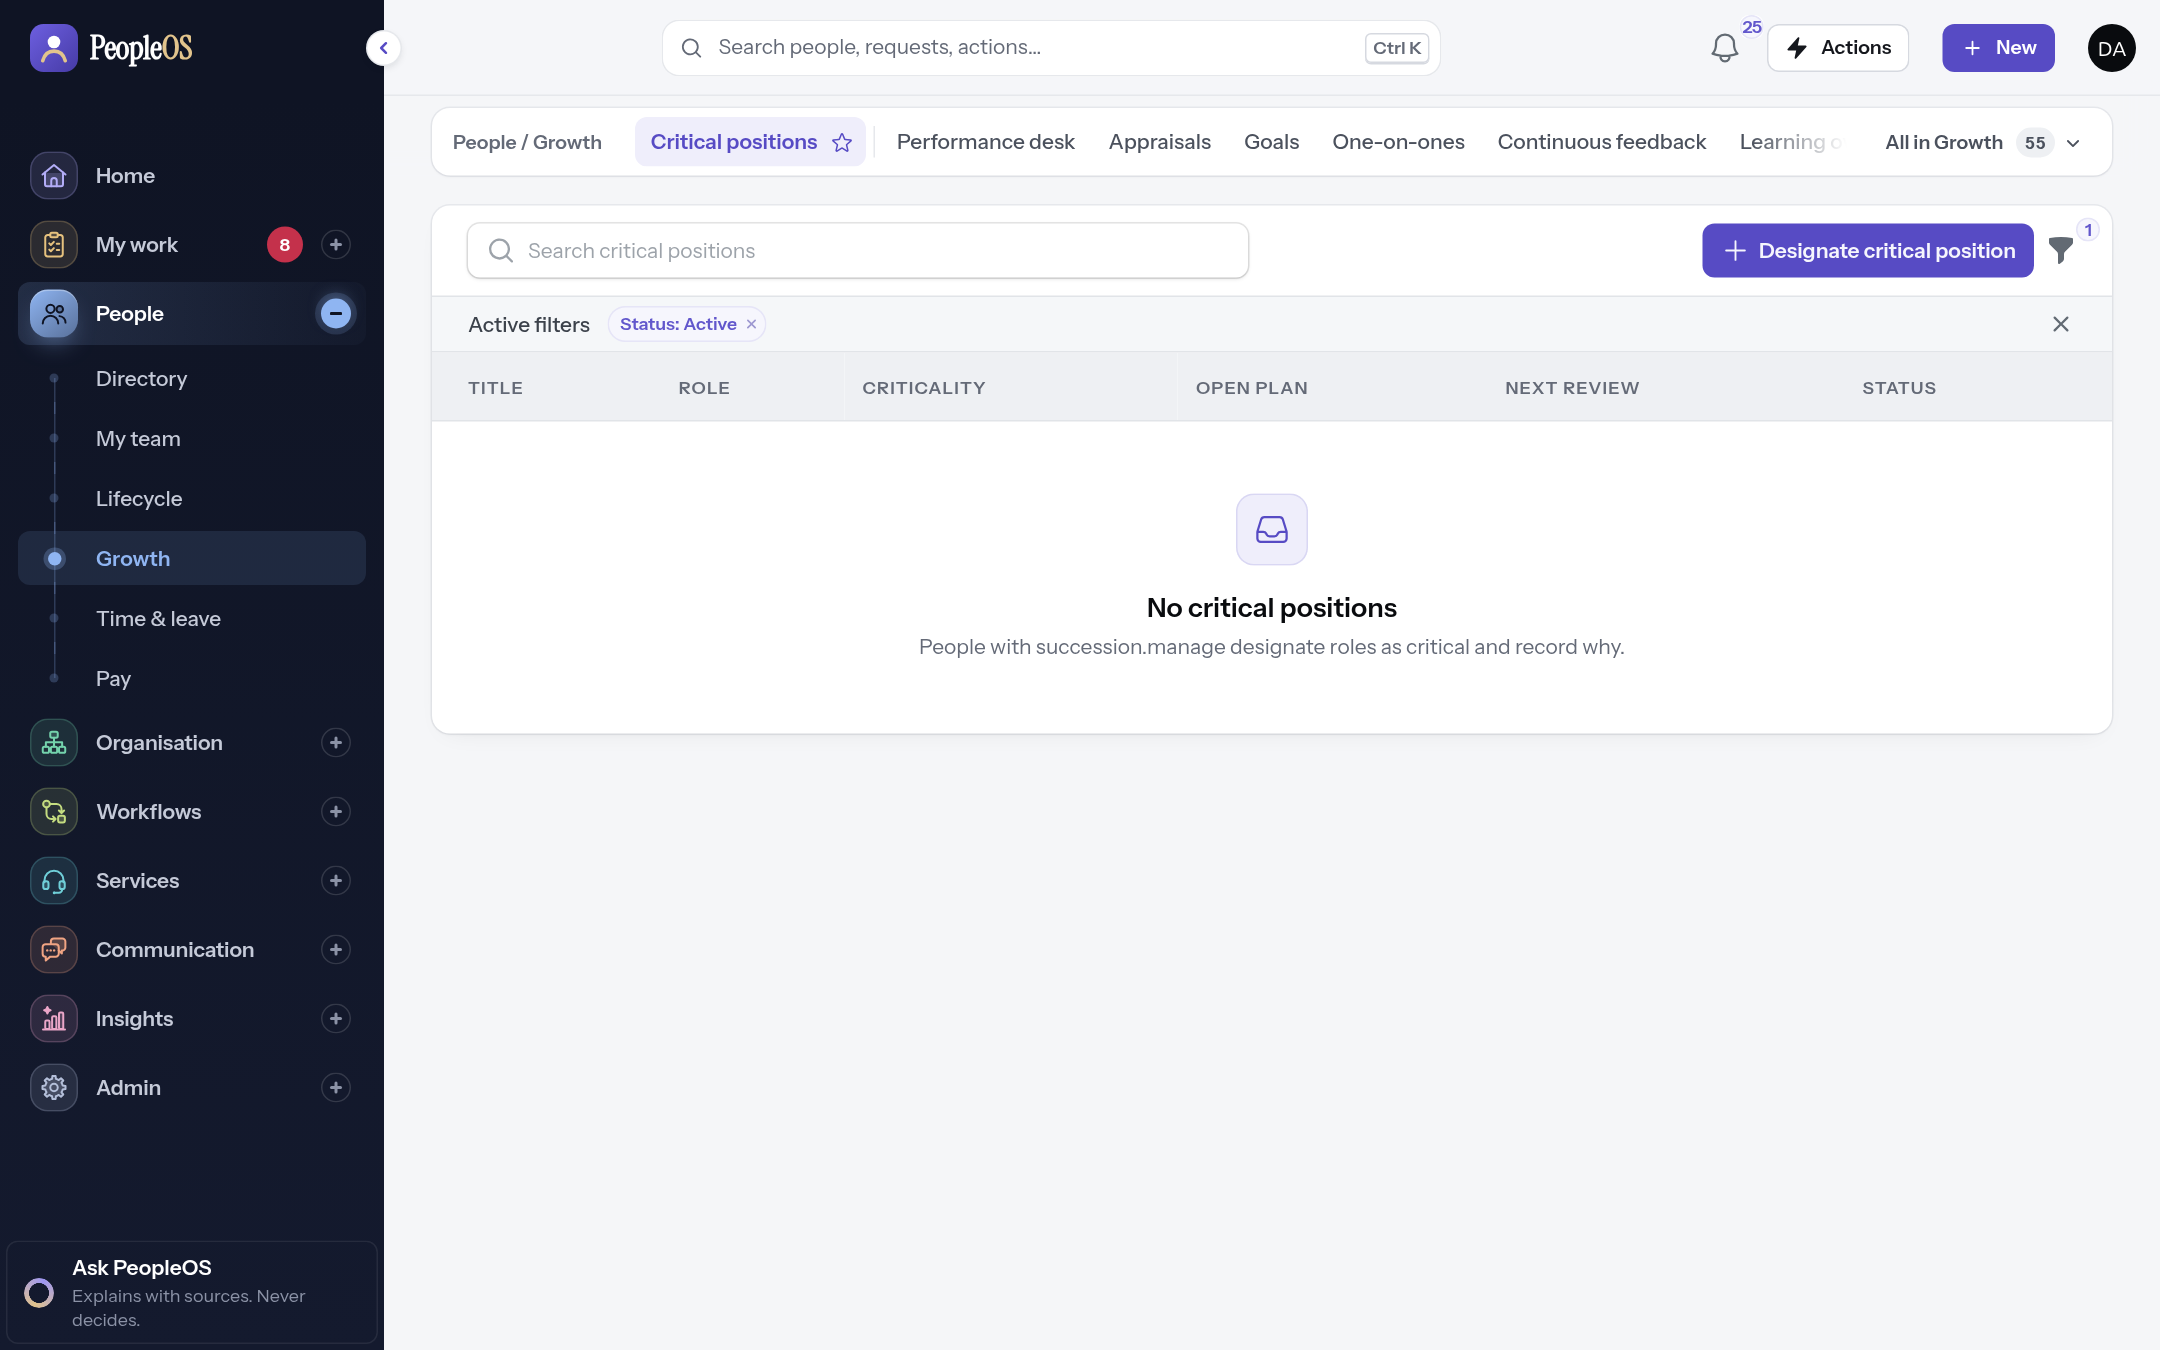 PeopleOS
Search people, requests, actions...
Ctrl K
25
Actions
New
DA
Home
My work
8
People
Directory
My team
Lifecycle
Growth
Time & leave
Pay
Organisation
Workflows
Services
Communication
Insights
Admin
Ask PeopleOS
Explains with sources. Never
decides.
People / Growth
Critical positions
Performance desk
Appraisals
Goals
One-on-ones
Continuous feedback
Learning
All in Growth
55
Search critical positions
Designate critical position
1
Active filters
Status: Active
TITLE
ROLE
CRITICALITY
OPEN PLAN
NEXT REVIEW
STATUS
No critical positions
People with succession.manage designate roles as critical and record why.